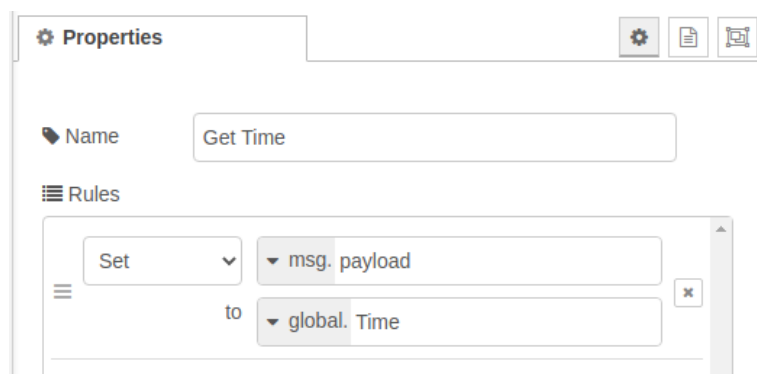 Properties
Name
Get Time
Rules
Set
msg. payload
to
global. Time